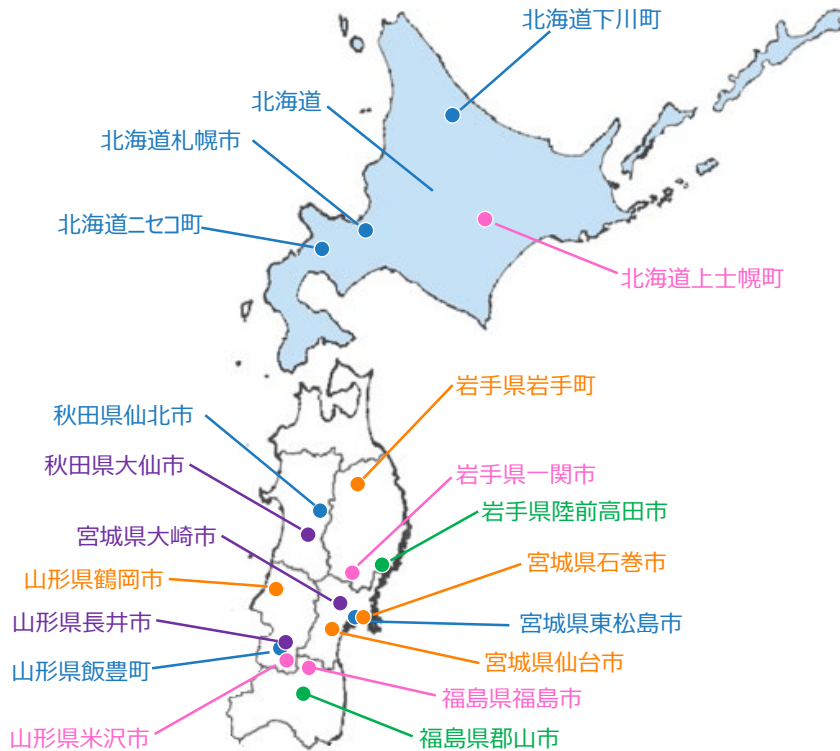 北海道下川町
北海道
北海道札幌市
北海道ニセコ町
北海道上士幌町
岩手県岩手町
秋田県仙北市
秋田県大仙市
岩手県一関市
岩手県陸前高田市
宮城県大崎市
宮城県石巻市
山形県鶴岡市
山形県長井市
宮城県東松島市
宮城県仙台市
山形県飯豊町
福島県福島市
山形県米沢市
福島県郡山市